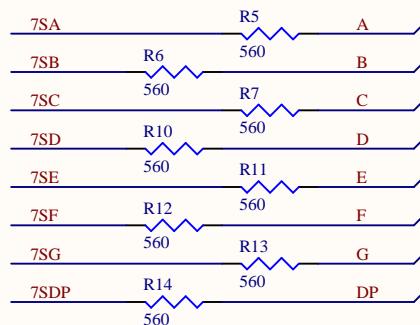 R5
7SA A
560
R6
7SB B
560
R7
7SC C
560
R10
7SD D
560
R11
7SE E
560
R12
7SF F
560
R13
7SG G
560
R14
7SDP DP
560